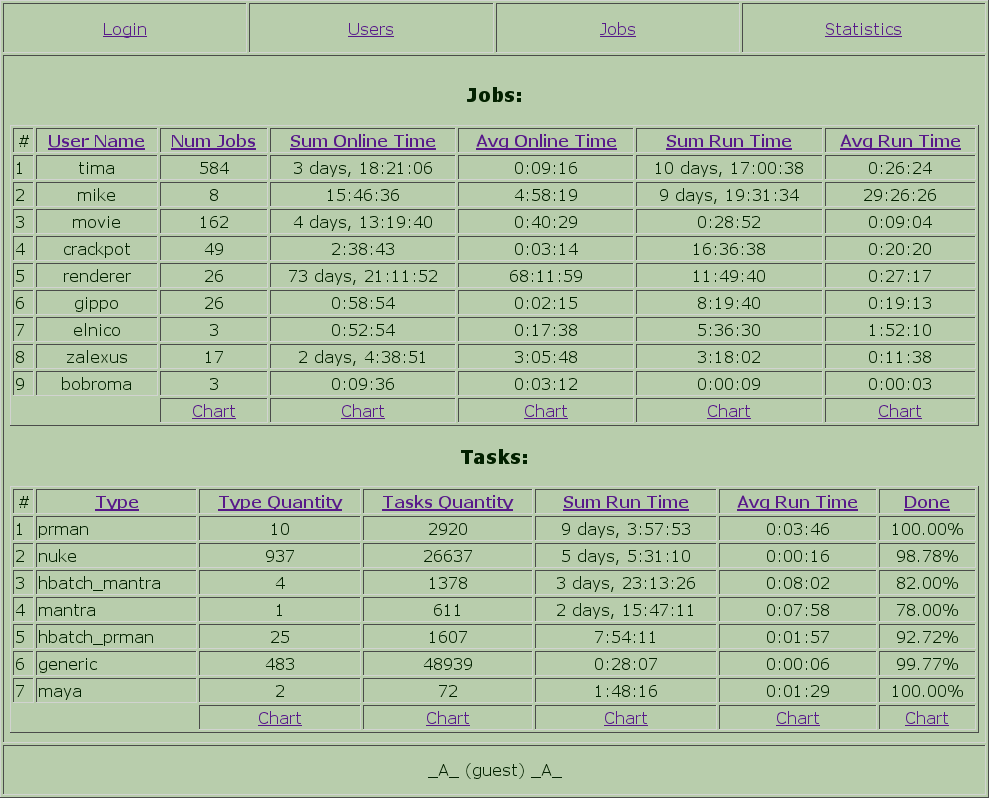 Login Users Jobs Statistics
Jobs:
# User Name Num Jobs Sum Online Time Avg Online Time Sum Run Time Avg Run Time
1 tima 584 3 days, 18:21:06 0:09:16 10 days, 17:00:38 0:26:24
2 mike 8 15:46:36 4:58:19 9 days, 19:31:34 29:26:26
3 movie 162 4 days, 13:19:40 0:40:29 0:28:52 0:09:04
4 crackpot 49 2:38:43 0:03:14 16:36:38 0:20:20
5 renderer 26 73 days, 21:11:52 68:11:59 11:49:40 0:27:17
6 gippo 26 0:58:54 0:02:15 8:19:40 0:19:13
7 elnico 3 0:52:54 0:17:38 5:36:30 1:52:10
8 zalexus 17 2 days, 4:38:51 3:05:48 3:18:02 0:11:38
9 bobroma 3 0:09:36 0:03:12 0:00:09 0:00:03
Chart Chart Chart Chart Chart
Tasks:
# Type Type Quantity Tasks Quantity Sum Run Time Avg Run Time Done
1 prman 10 2920 9 days, 3:57:53 0:03:46 100.00%
2 nuke 937 26637 5 days, 5:31:10 0:00:16 98.78%
3 hbatch_mantra 4 1378 3 days, 23:13:26 0:08:02 82.00%
4 mantra 1 611 2 days, 15:47:11 0:07:58 78.00%
5 hbatch_prman 25 1607 7:54:11 0:01:57 92.72%
6 generic 483 48939 0:28:07 0:00:06 99.77%
7 maya 2 72 1:48:16 0:01:29 100.00%
Chart Chart Chart Chart Chart
_A_ (guest) _A_